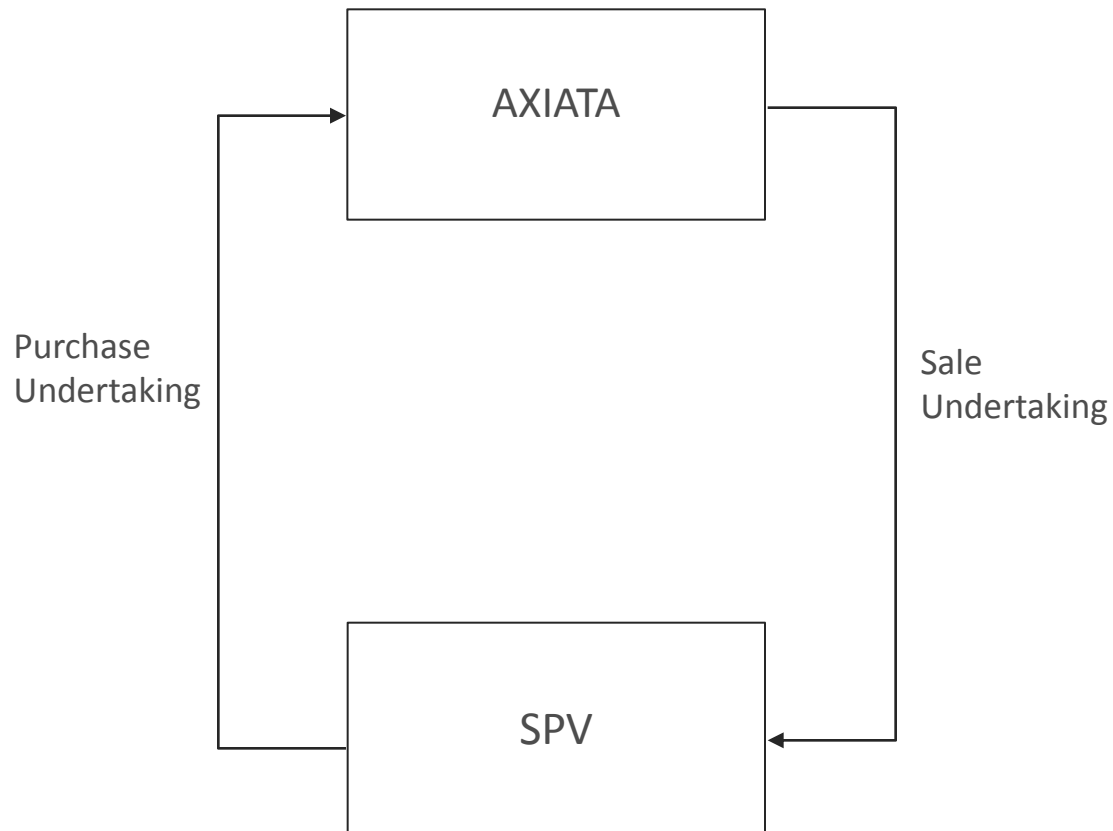 AXIATA
Purchase
Undertaking
Sale
Undertaking
SPV